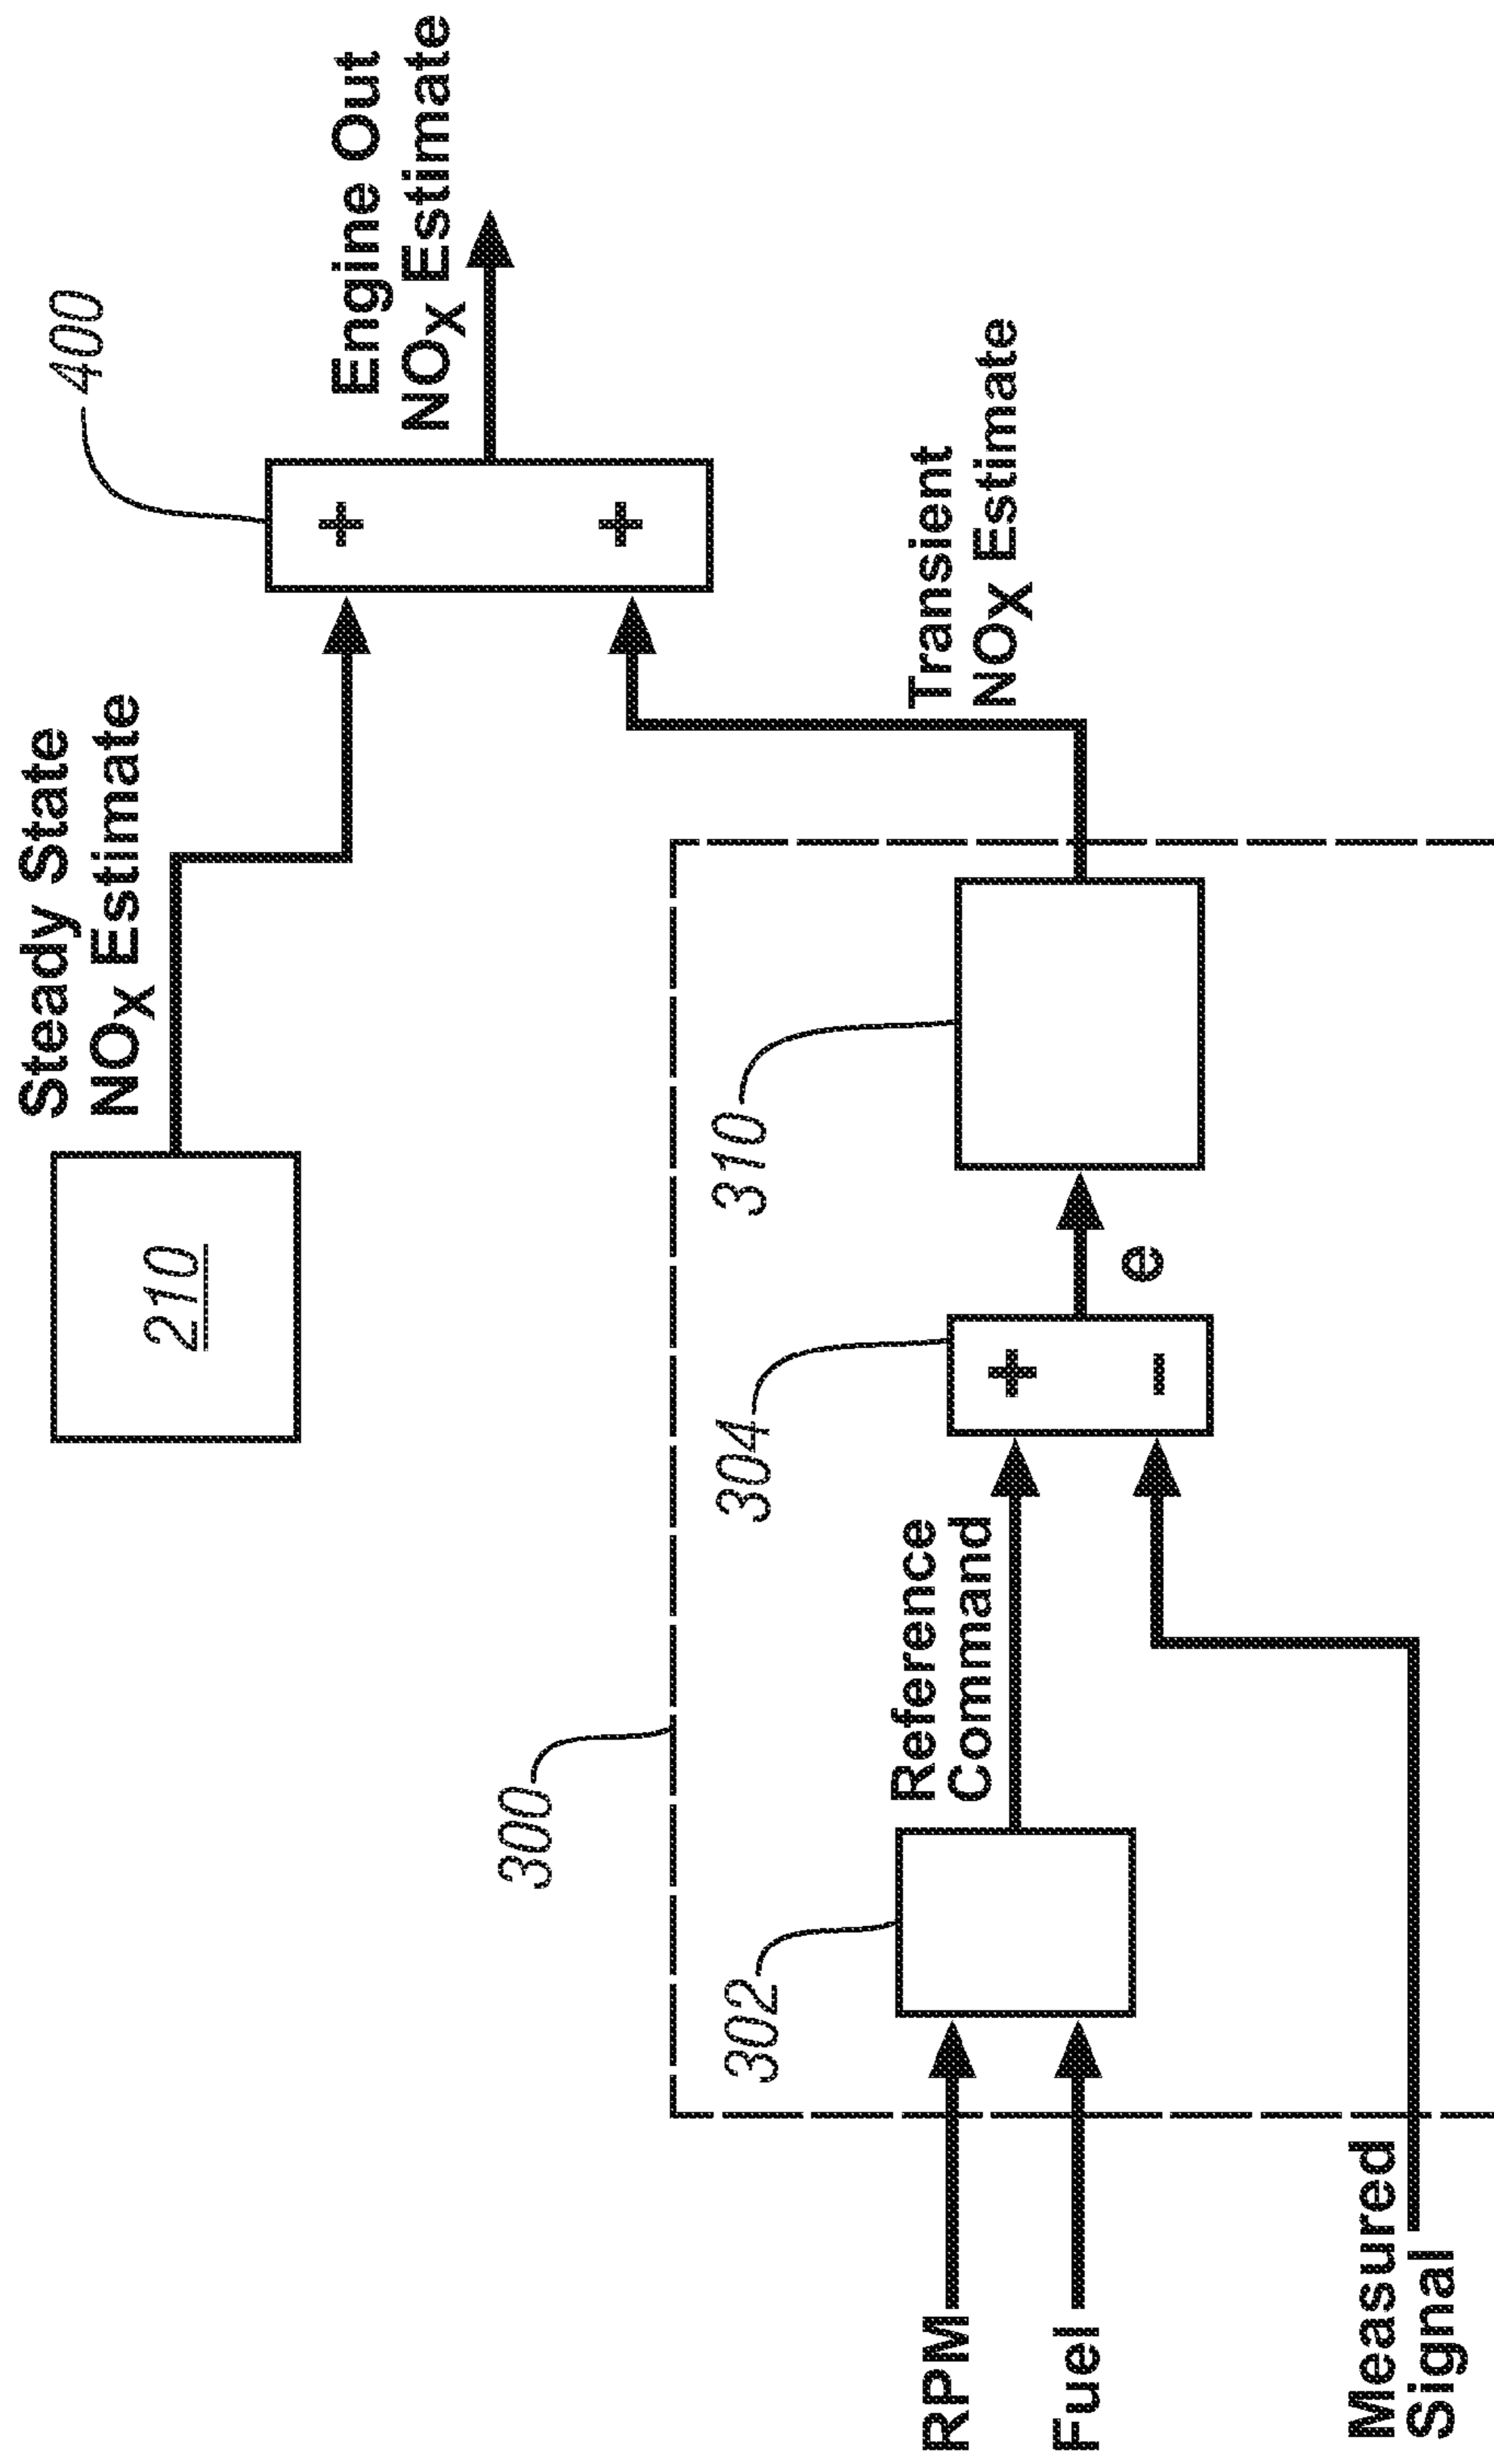 Steady State
NOX Estimate
210
400
Engine Out
NOX Estimate
+
+
Transient
NOX Estimate
300
302
304
310
RPM
Fuel
Measured
Signal
Reference
Command
+
−
e